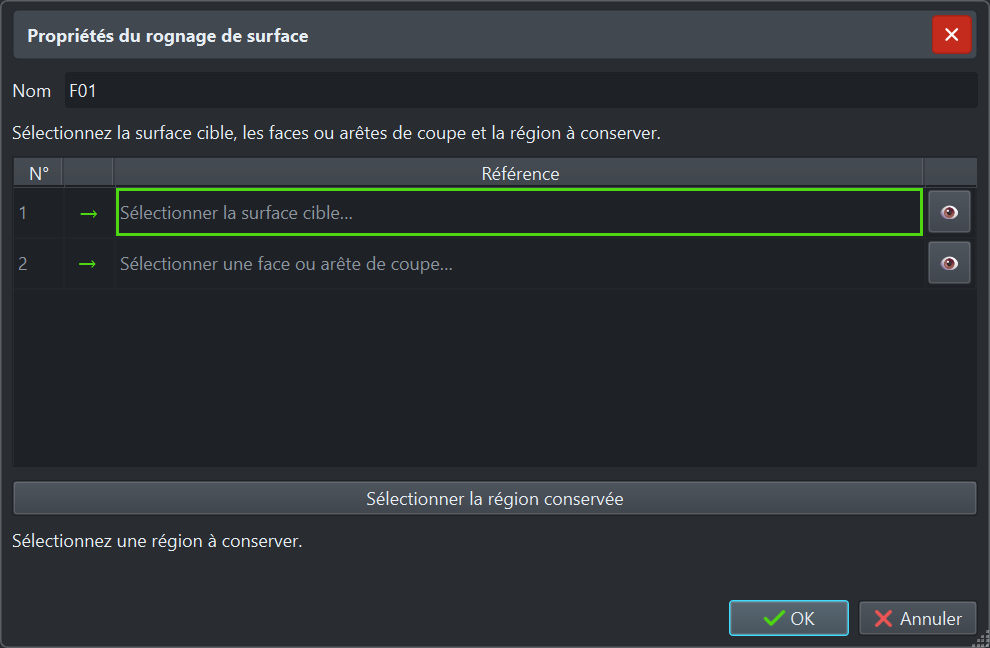 Propriétés du rognage de surface
Nom F01
Sélectionnez la surface cible, les faces ou arêtes de coupe et la région à conserver.
N° Référence
1 → Sélectionner la surface cible...
2 → Sélectionner une face ou arête de coupe...
Sélectionner la région conservée
Sélectionnez une région à conserver.
OK Annuler